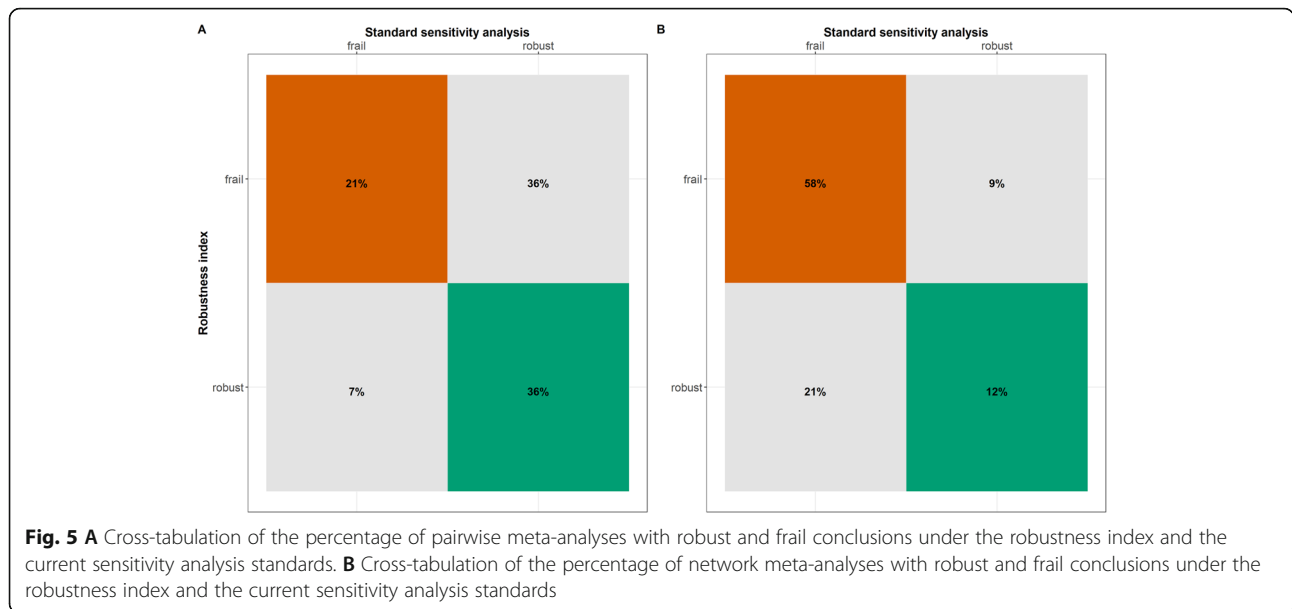 A
Standard sensitivity analysis
frail robust
Robustness index
frail
21% 36%
robust
7% 36%
B
Standard sensitivity analysis
frail robust
frail
58% 9%
robust
21% 12%
Fig. 5 A Cross-tabulation of the percentage of pairwise meta-analyses with robust and frail conclusions under the robustness index and the
current sensitivity analysis standards. B Cross-tabulation of the percentage of network meta-analyses with robust and frail conclusions under the
robustness index and the current sensitivity analysis standards